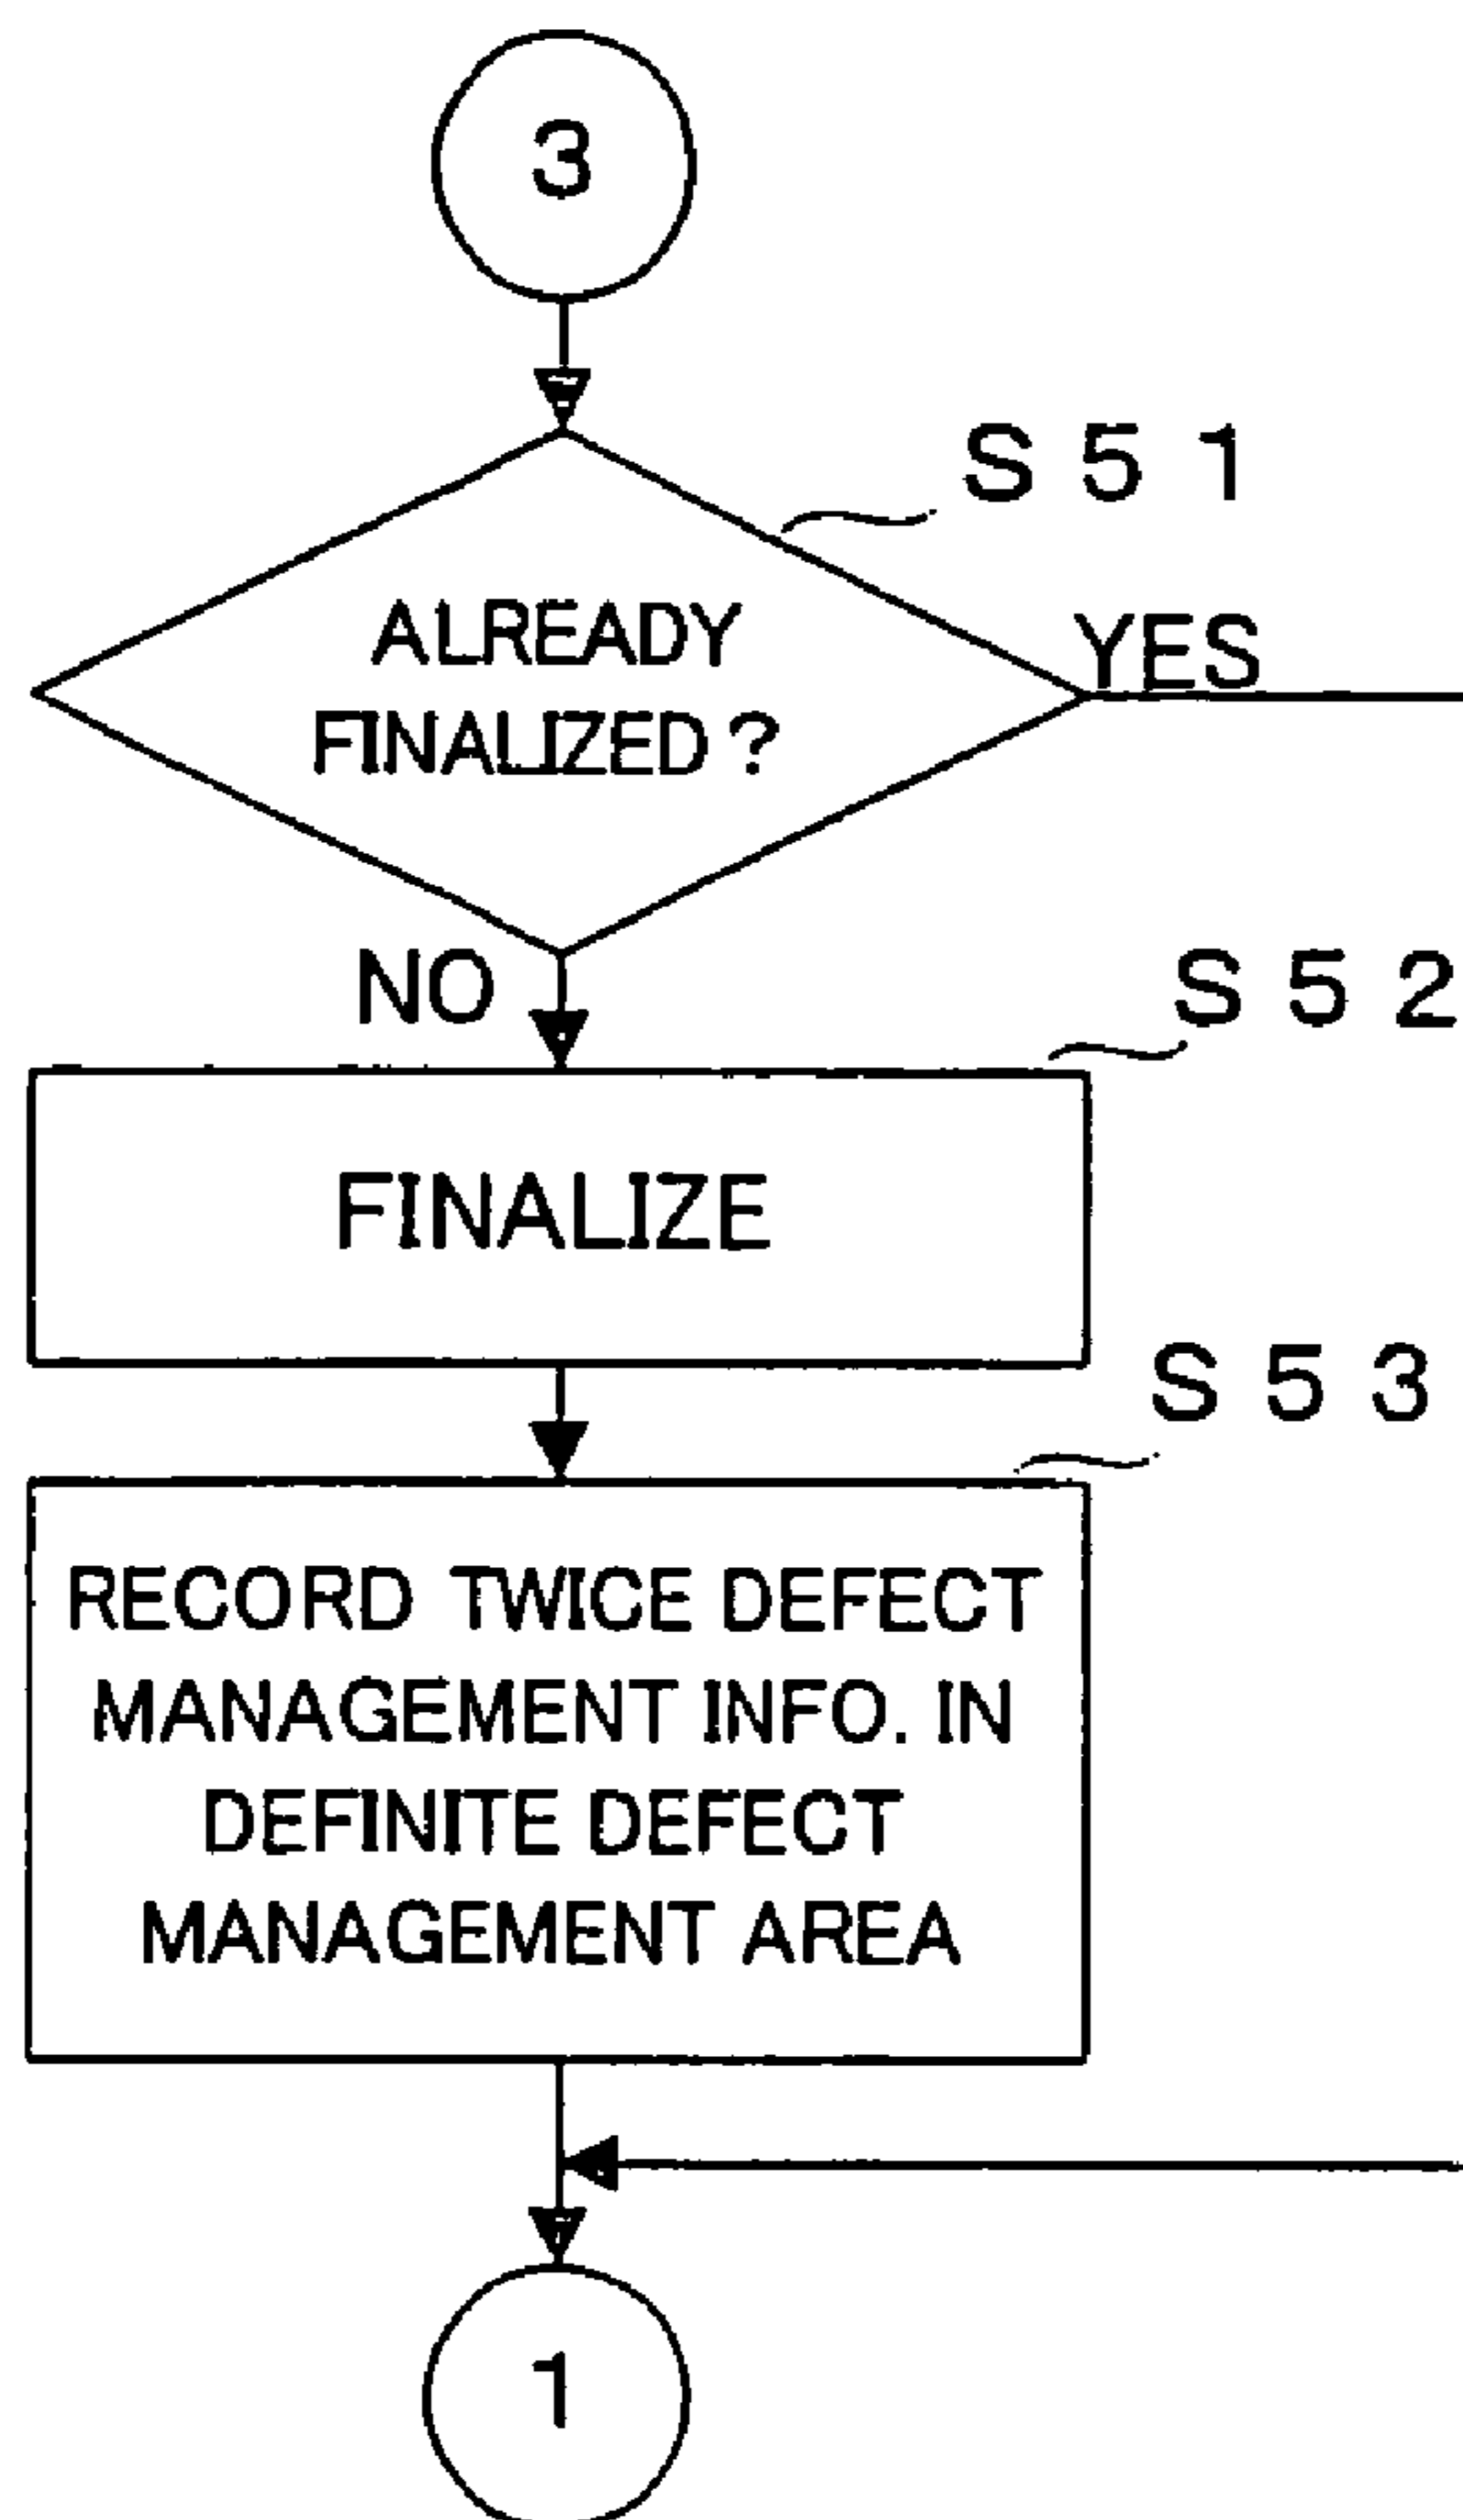 3
S 5 1
ALREADY
FINALIZED ?
YES
NO
S 5 2
FINALIZE
S 5 3
RECORD TWICE DEFECT
MANAGEMENT INFO. IN
DEFINITE DEFECT
MANAGEMENT AREA
1